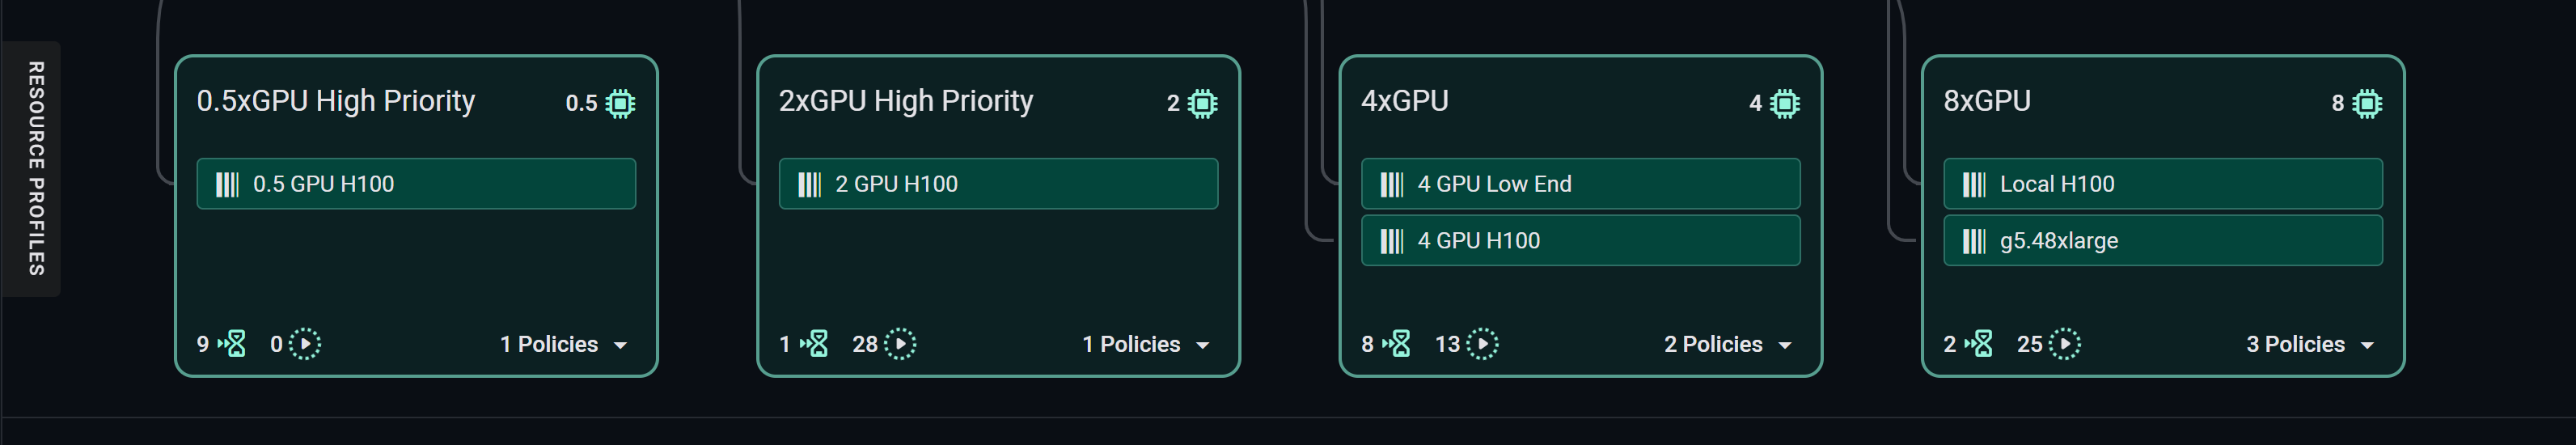 RESOURCE PROFILES
0.5xGPU High Priority
0.5
0.5 GPU H100
9
0
1 Policies
2xGPU High Priority
2
2 GPU H100
1
28
1 Policies
4xGPU
4
4 GPU Low End
4 GPU H100
8
13
2 Policies
8xGPU
8
Local H100
g5.48xlarge
2
25
3 Policies